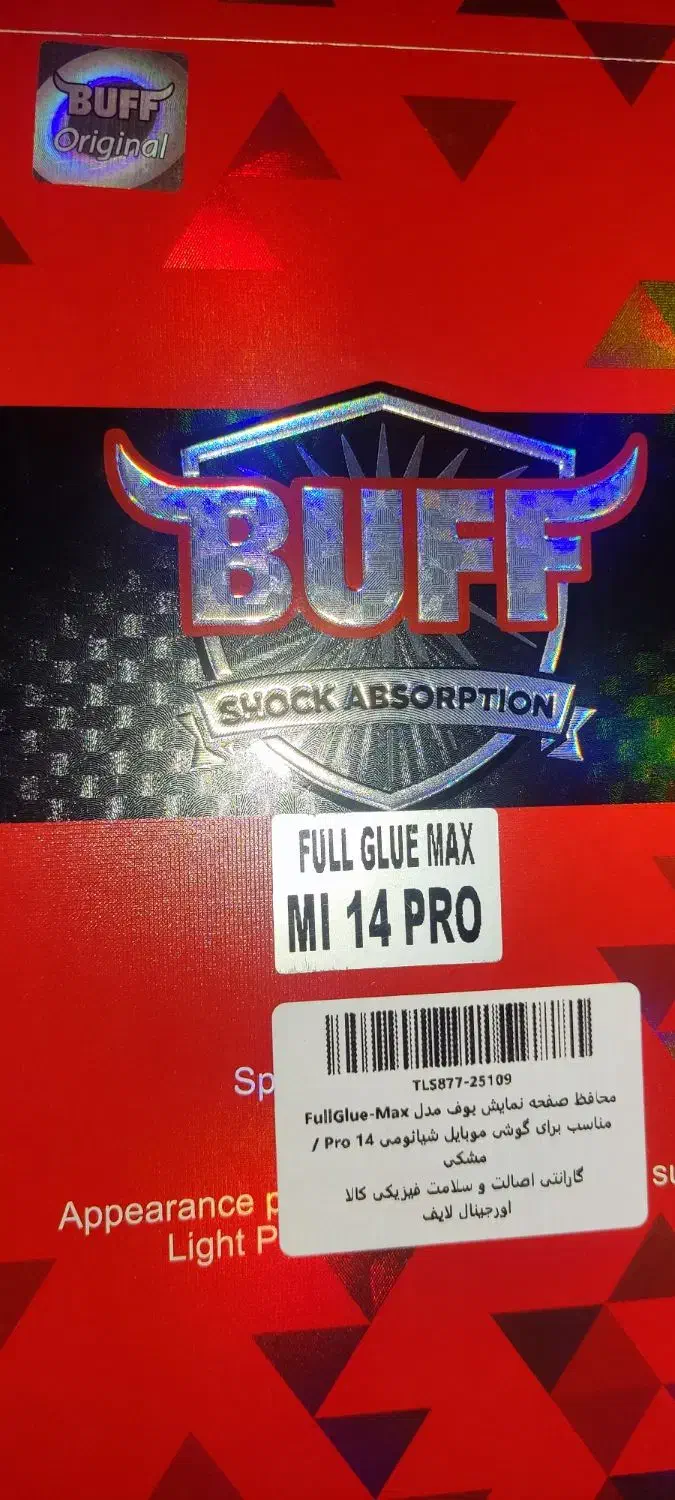 BUFF
Original
BUFF
SHOCK ABSORPTION
FULL GLUE MAX
MI 14 PRO
TLS877-25109
محافظ صفحه نمایش بوف مدل FullGlue-Max
مناسب برای گوشی موبایل شیائومی 14 Pro /
مشکی
گارانتی اصالت و سلامت فیزیکی کالا
اورجینال لایف
Appearance
Light